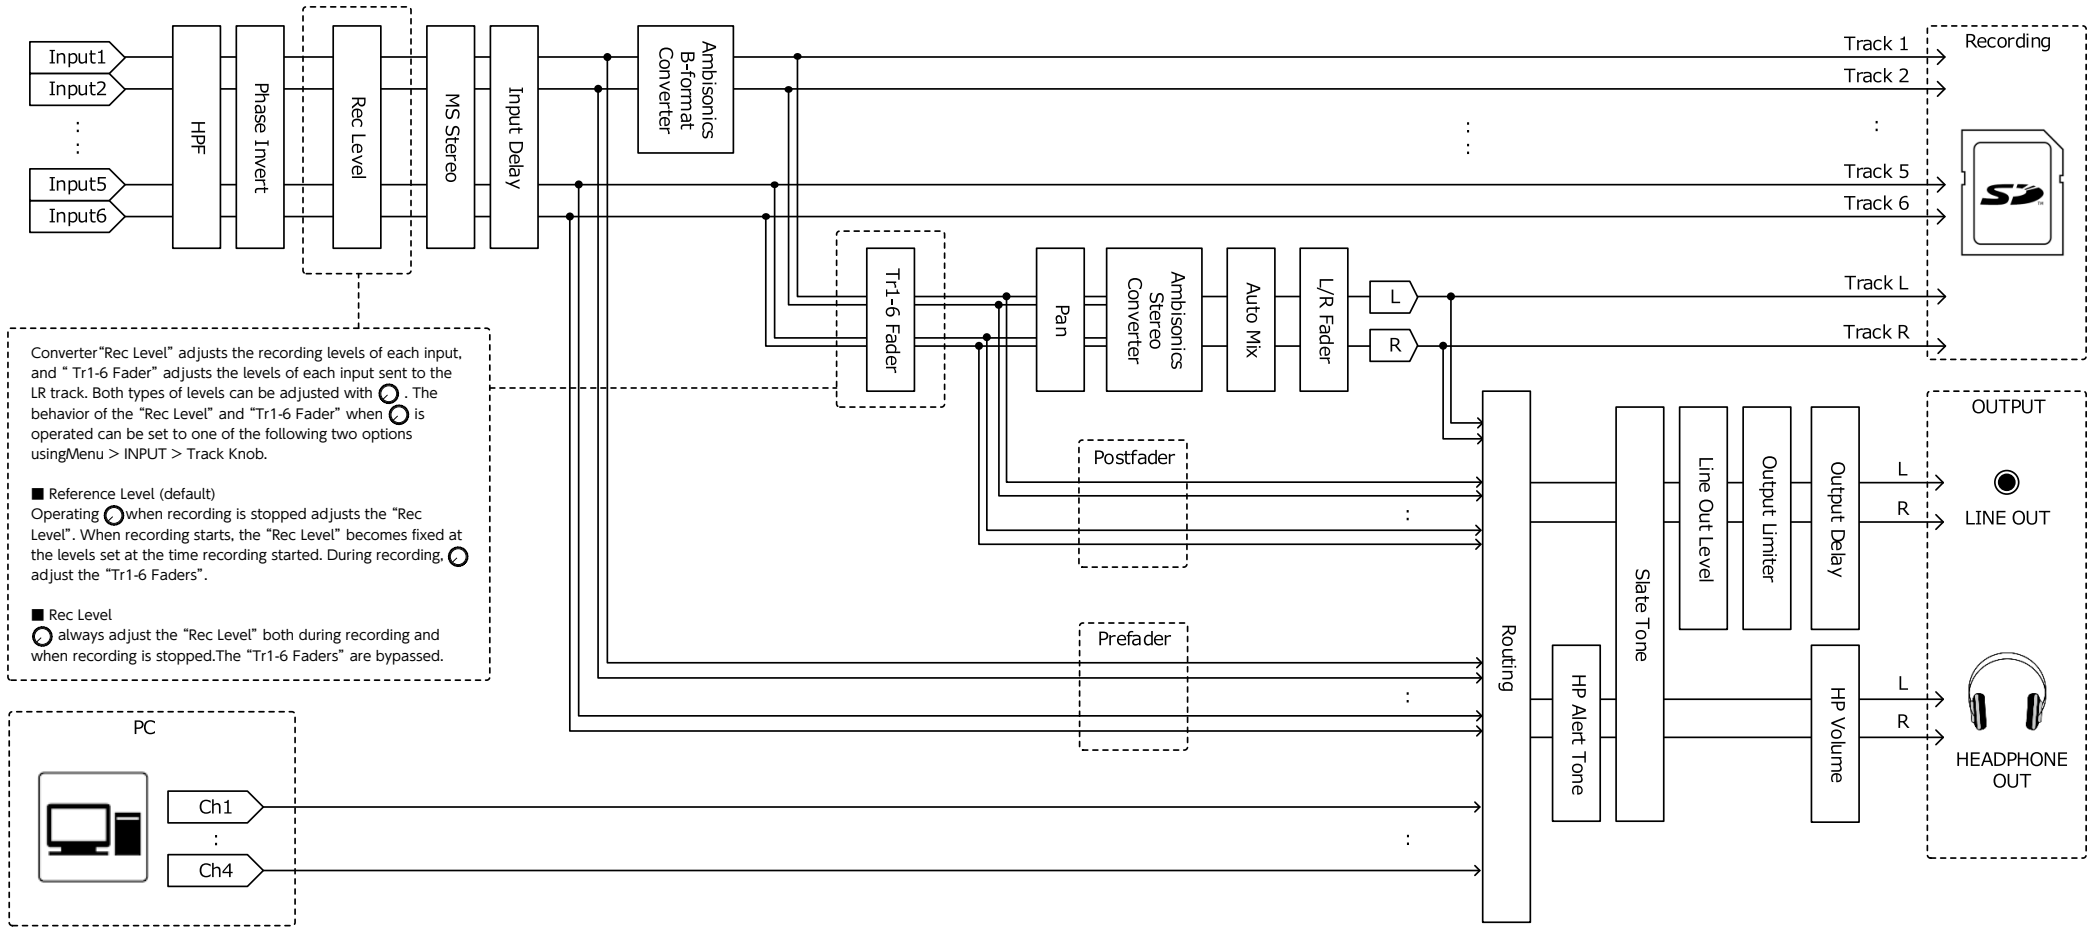 Input1
Input2
Input5
Input6
HPF
Phase Invert
Rec Level
MS Stereo
Input Delay
Ambisonics
B-format
Converter
Track 1
Track 2
Track 5
Track 6
Track L
Track R
Recording
SD
TM
Tr1-6 Fader
Pan
Ambisonics
Stereo
Converter
Auto Mix
L/R Fader
L
R
Converter“Rec Level” adjusts the recording levels of each input,
and “ Tr1-6 Fader” adjusts the levels of each input sent to the
LR track. Both types of levels can be adjusted with . The
behavior of the “Rec Level” and “Tr1-6 Fader” when is
operated can be set to one of the following two options
usingMenu > INPUT > Track Knob.
■ Reference Level (default)
Operating when recording is stopped adjusts the “Rec
Level”. When recording starts, the “Rec Level” becomes fixed at
the levels set at the time recording started. During recording,
adjust the “Tr1-6 Faders”.
■ Rec Level
always adjust the “Rec Level” both during recording and
when recording is stopped.The “Tr1-6 Faders” are bypassed.
Postfader
Prefader
Routing
HP Alert Tone
Slate Tone
Line Out Level
Output Limiter
Output Delay
HP Volume
L
R
L
R
OUTPUT
LINE OUT
HEADPHONE
OUT
PC
Ch1
Ch4